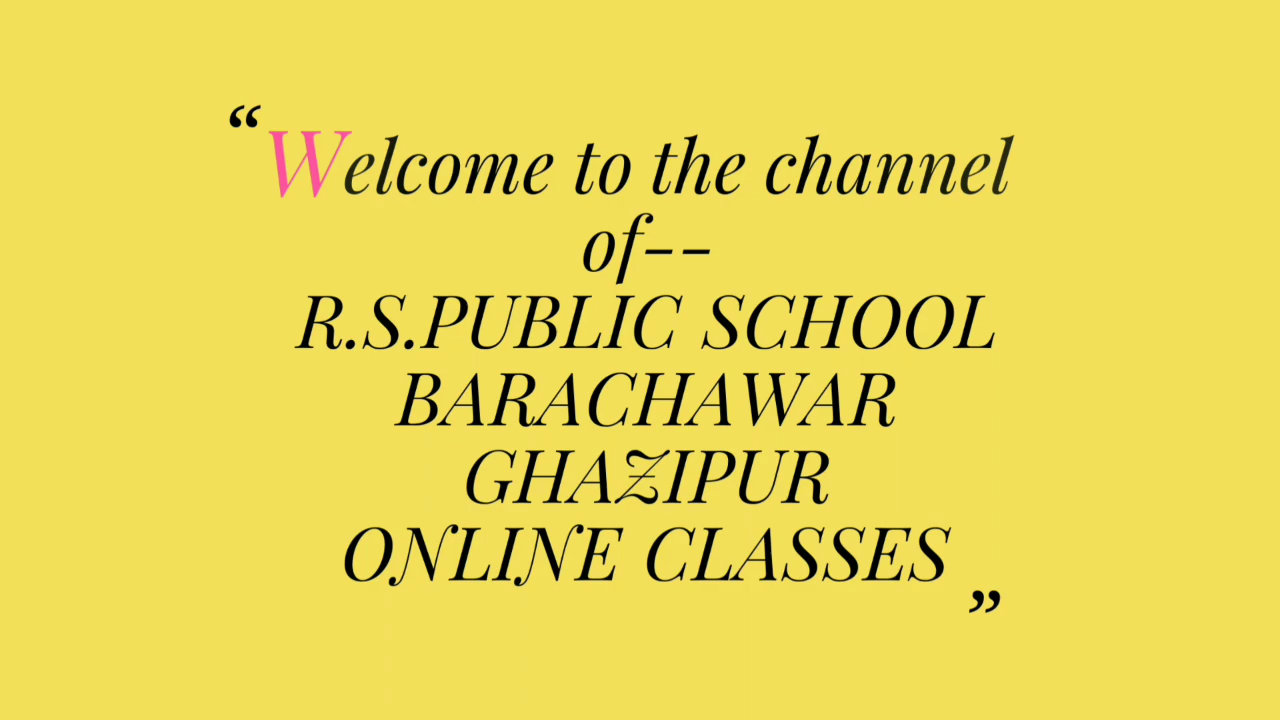 “Welcome to the channel
of--
R.S.PUBLIC SCHOOL
BARACHAWAR
GHAZIPUR
ONLINE CLASSES”